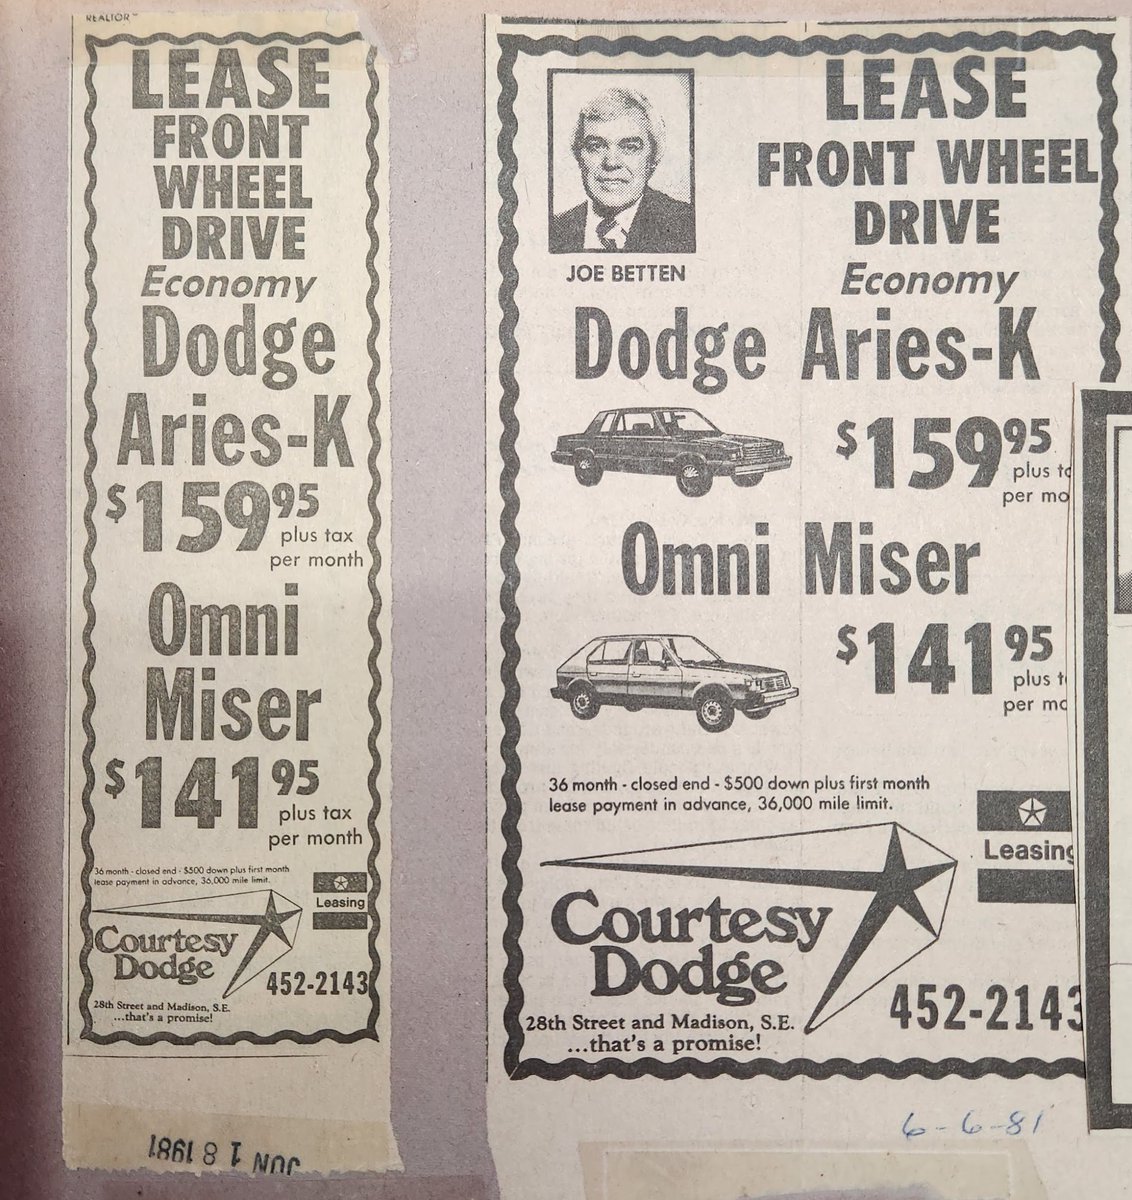 REALTOR
LEASE
FRONT
WHEEL
DRIVE
Economy
Dodge
Aries-K
$159.95
plus tax
per month
Omni
Miser
$141.95
plus tax
per month
36 month - closed end - $500 down plus first month
lease payment in advance, 36,000 mile limit.
Leasing
Courtesy
Dodge
452-2143
28th Street and Madison, S.E.
...that's a promise!
JUN 18 1981
JOE BETTEN
LEASE
FRONT WHEEL
DRIVE
Economy
Dodge Aries-K
$159.95
plus t
per mo
Omni Miser
$141.95
plus t
per mo
36 month - closed end - $500 down plus first month
lease payment in advance, 36,000 mile limit.
Leasing
Courtesy
Dodge
452-2143
28th Street and Madison, S.E.
...that's a promise!
6-6-81